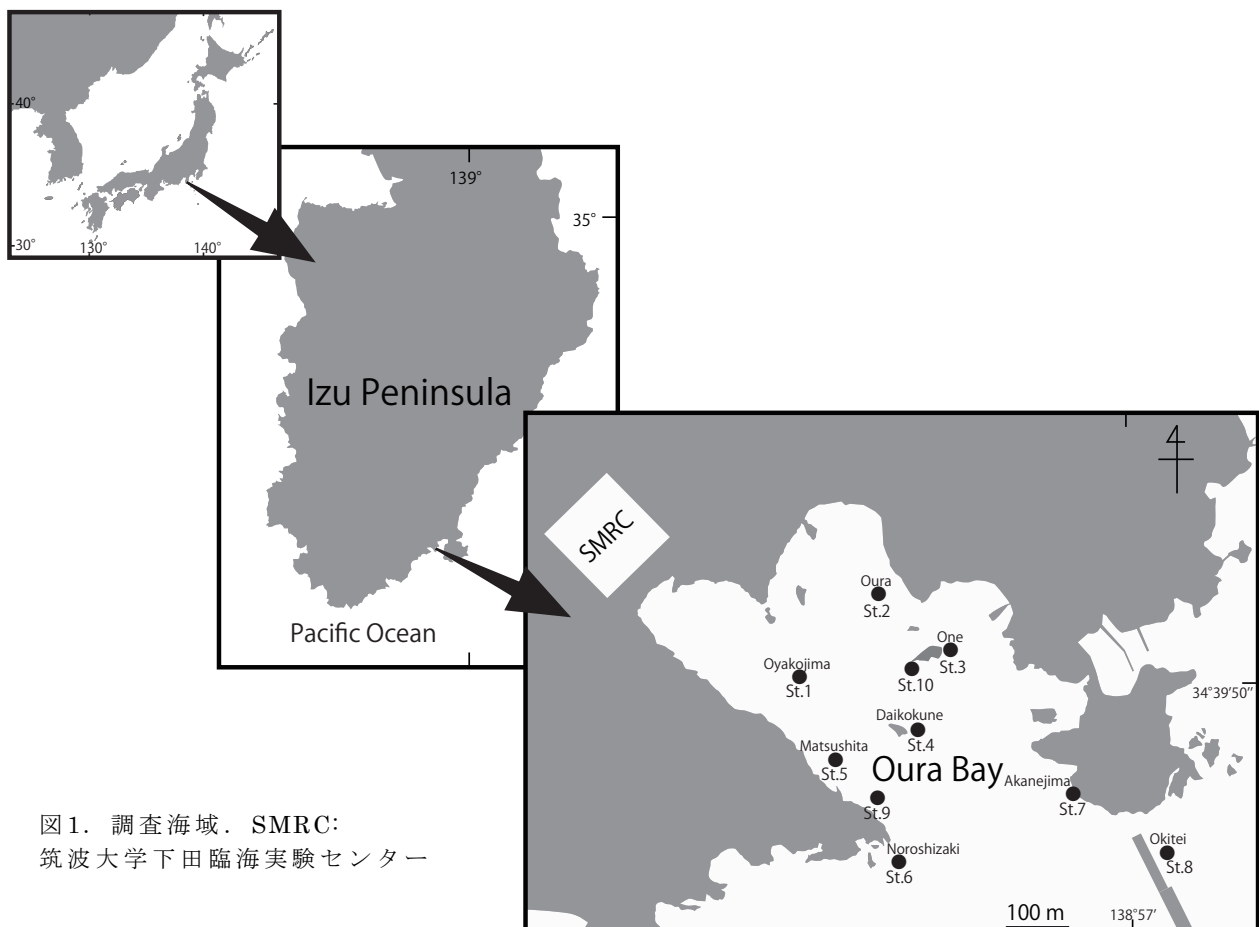 40°
30°
130°
140°
139°
35°
Izu Peninsula
Pacific Ocean
SMRC
4
Oura
St.2
One
St.3
Oyakojima
St.1
St.10
34°39′50″
Daikokune
St.4
Matsushita
St.5
Oura Bay
Akanejima
St.7
St.9
Noroshizaki
St.6
Okitei
St.8
100 m
138°57′
図1. 調査海域. SMRC:
筑波大学下田臨海実験センター